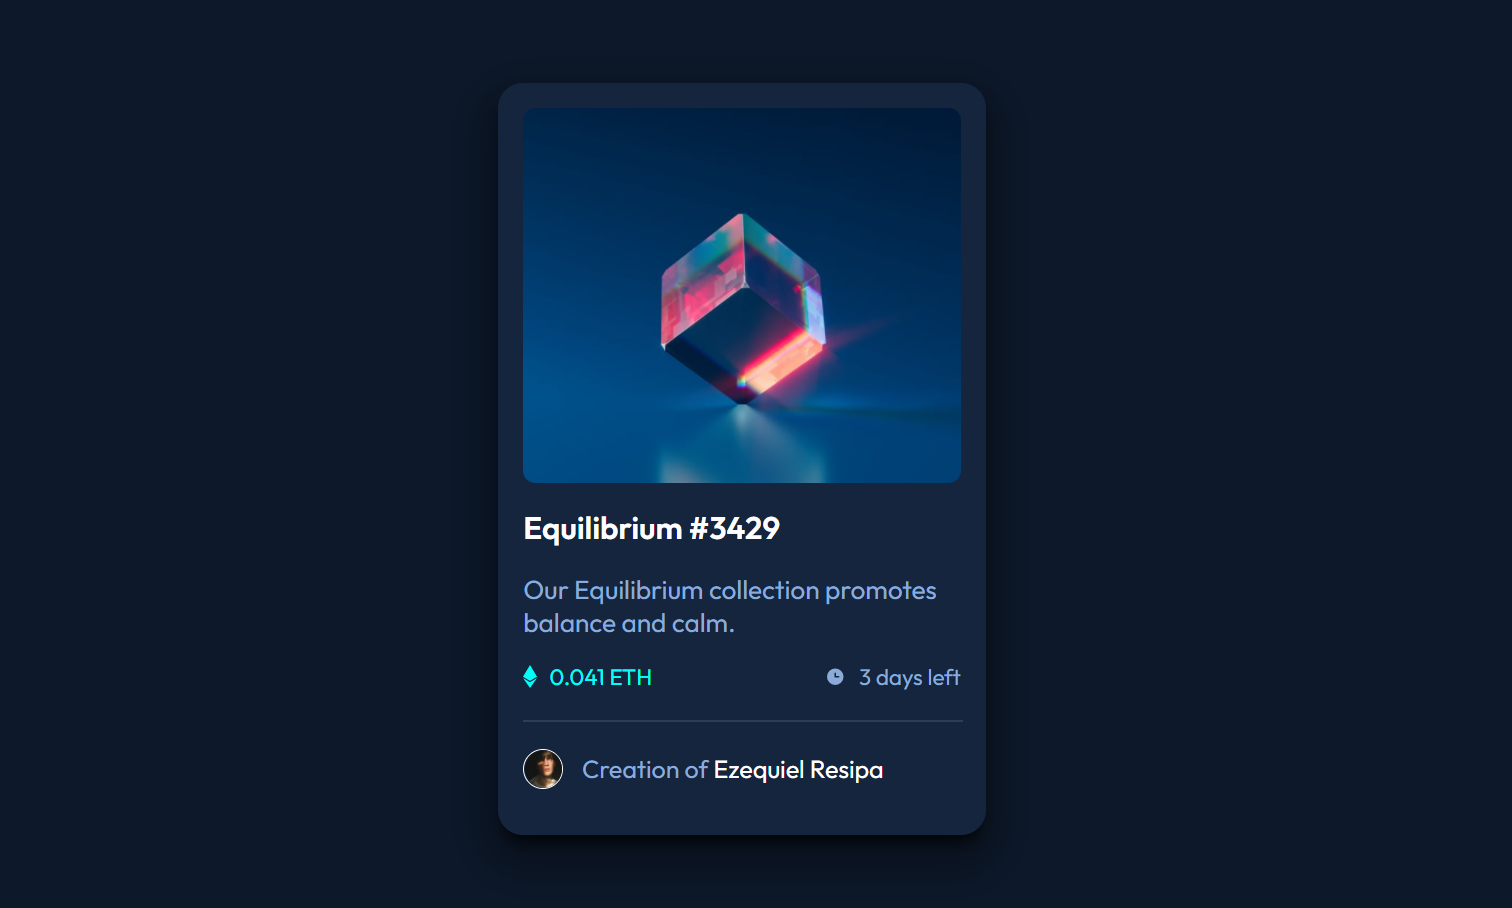 Equilibrium #3429
Our Equilibrium collection promotes
balance and calm.
0.041 ETH
3 days left
Creation of Ezequiel Resipa